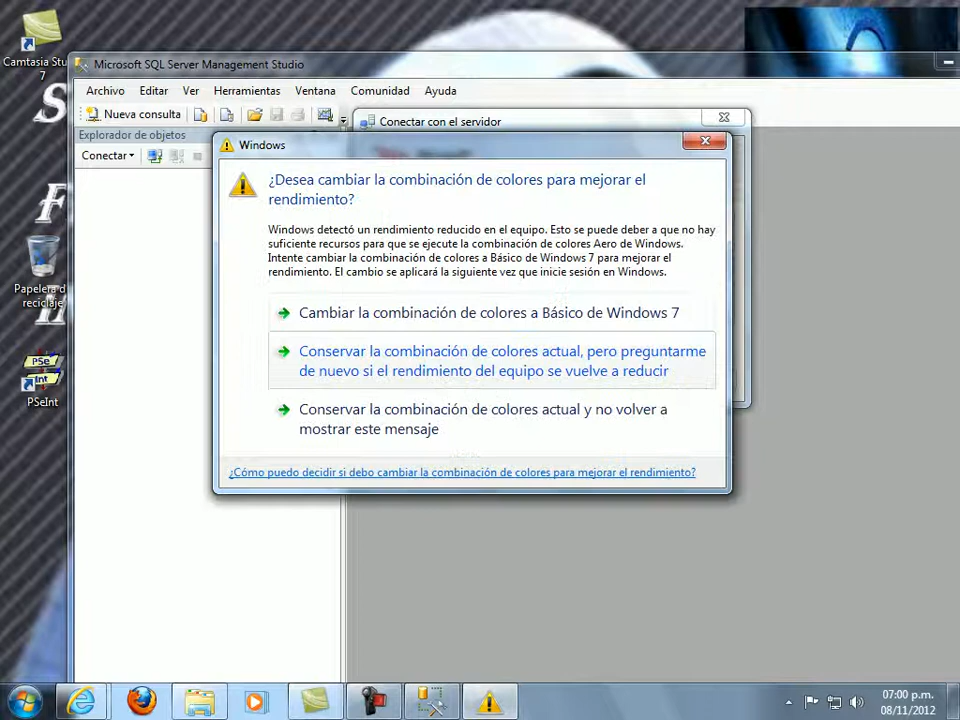 Camtasia Stu
7
Microsoft SQL Server Management Studio
Archivo Editar Ver Herramientas Ventana Comunidad Ayuda
Nueva consulta
Explorador de objetos
Conectar
Conectar con el servidor
Windows
¿Desea cambiar la combinación de colores para mejorar el
rendimiento?
Windows detectó un rendimiento reducido en el equipo. Esto se puede deber a que no hay
suficiente recursos para que se ejecute la combinación de colores Aero de Windows.
Intente cambiar la combinación de colores a Básico de Windows 7 para mejorar el
rendimiento. El cambio se aplicará la siguiente vez que inicie sesión en Windows.
Cambiar la combinación de colores a Básico de Windows 7
Conservar la combinación de colores actual, pero preguntarme
de nuevo si el rendimiento del equipo se vuelve a reducir
Conservar la combinación de colores actual y no volver a
mostrar este mensaje
¿Cómo puedo decidir si debo cambiar la combinación de colores para mejorar el rendimiento?
Papelera d
reciclaje
PSe
Int
PSeInt
07:00 p.m.
08/11/2012